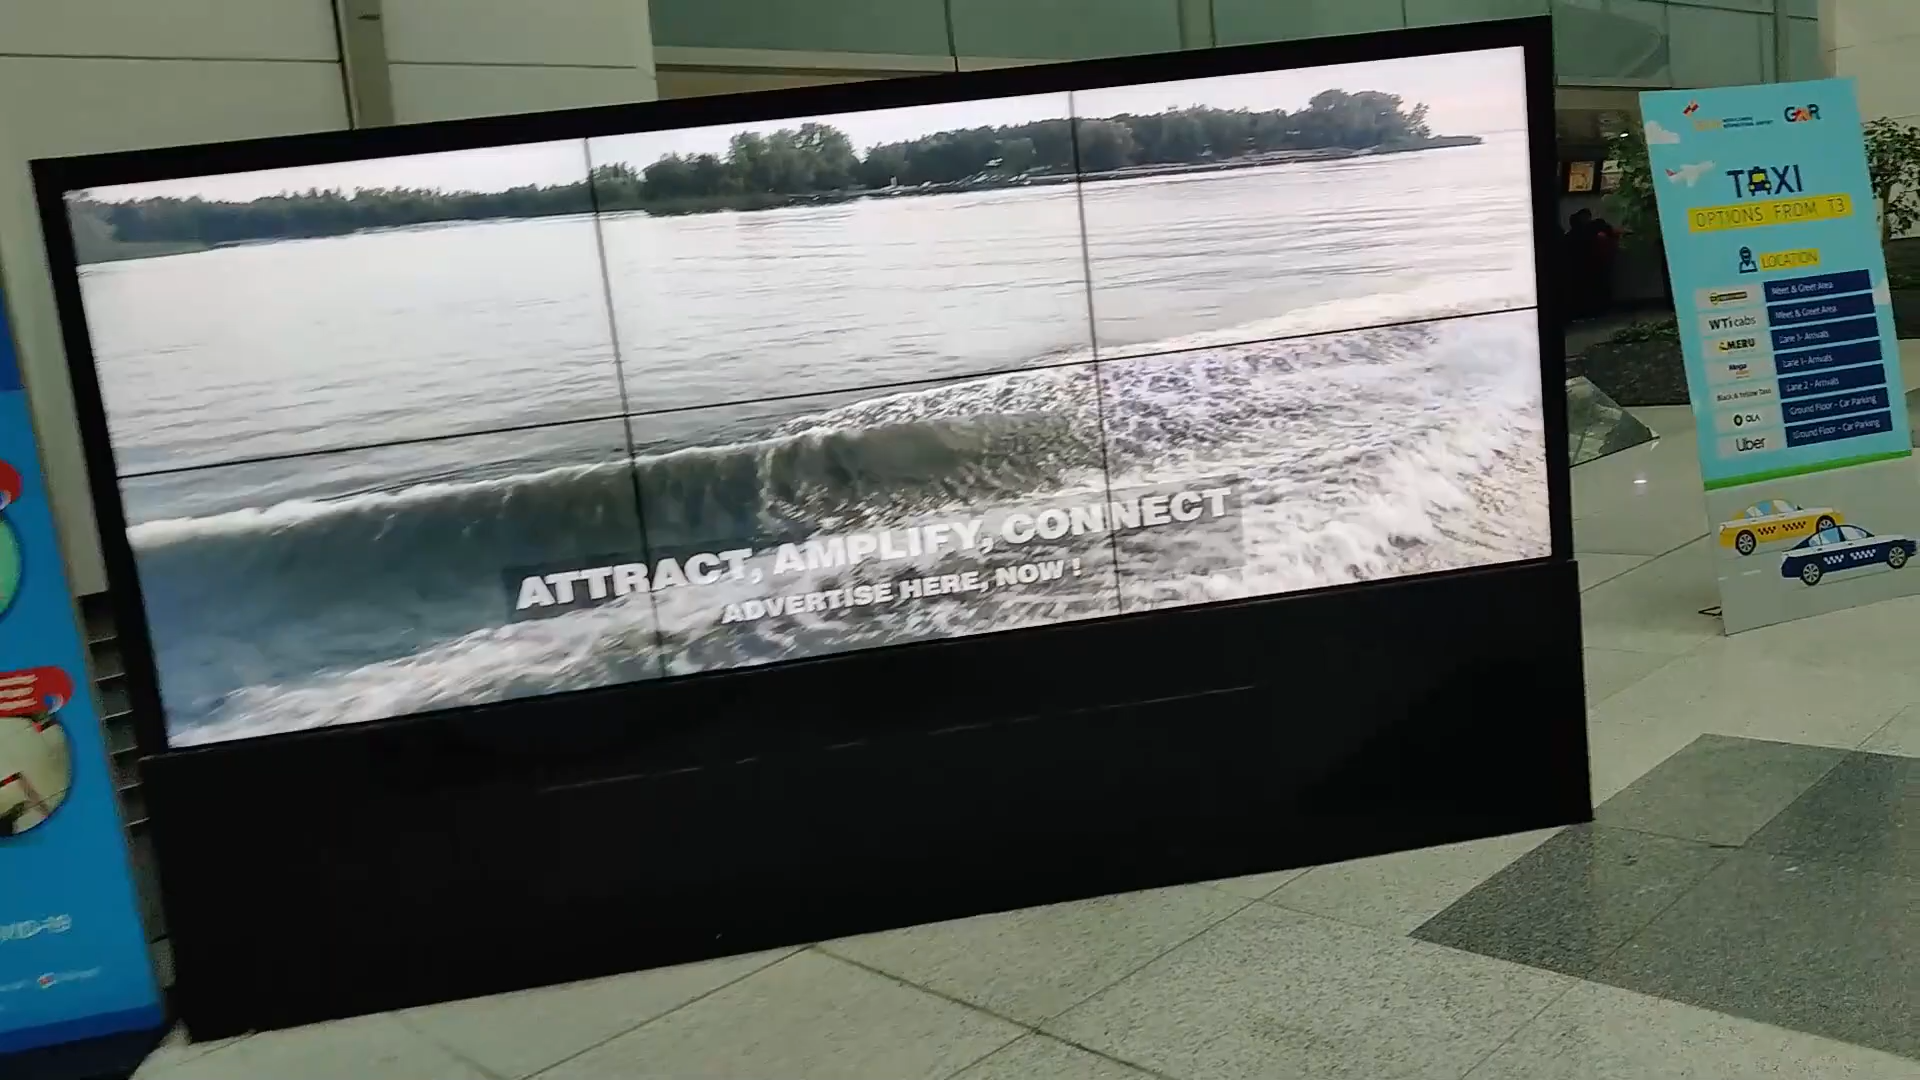 ATTRACT, AMPLIFY, CONNECT
ADVERTISE HERE, NOW !
GMR
TAXI
OPTIONS FROM T3
LOCATION
Meet & Greet Area
WTi cabs Meet & Greet Area
MERU Lane 1- Arrivals
Mega Lane 1- Arrivals
Black & Yellow Taxi Lane 2 - Arrivals
OLA Ground Floor - Car Parking
Uber Ground Floor - Car Parking